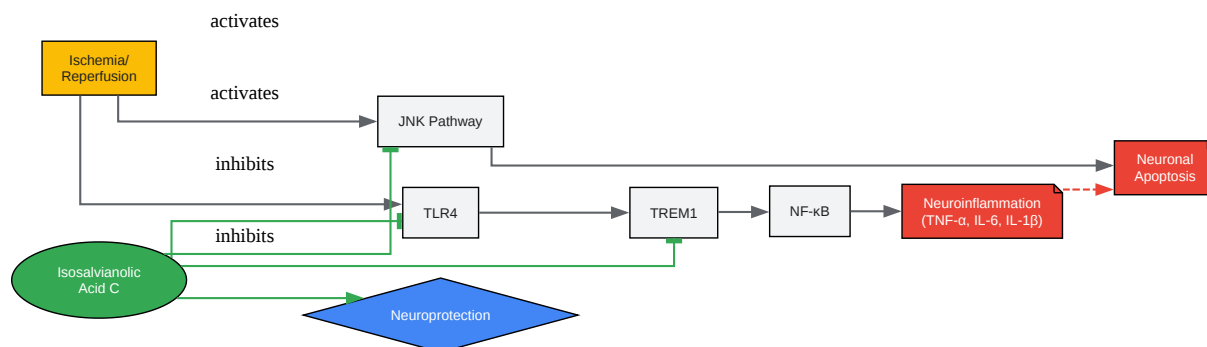 activates
Ischemia/
Reperfusion
activates
JNK Pathway
inhibits
Neuronal
Apoptosis
TLR4
TREM1
NF-κB
Neuroinflammation
(TNF-α, IL-6, IL-1β)
inhibits
Isosalvianolic
Acid C
Neuroprotection